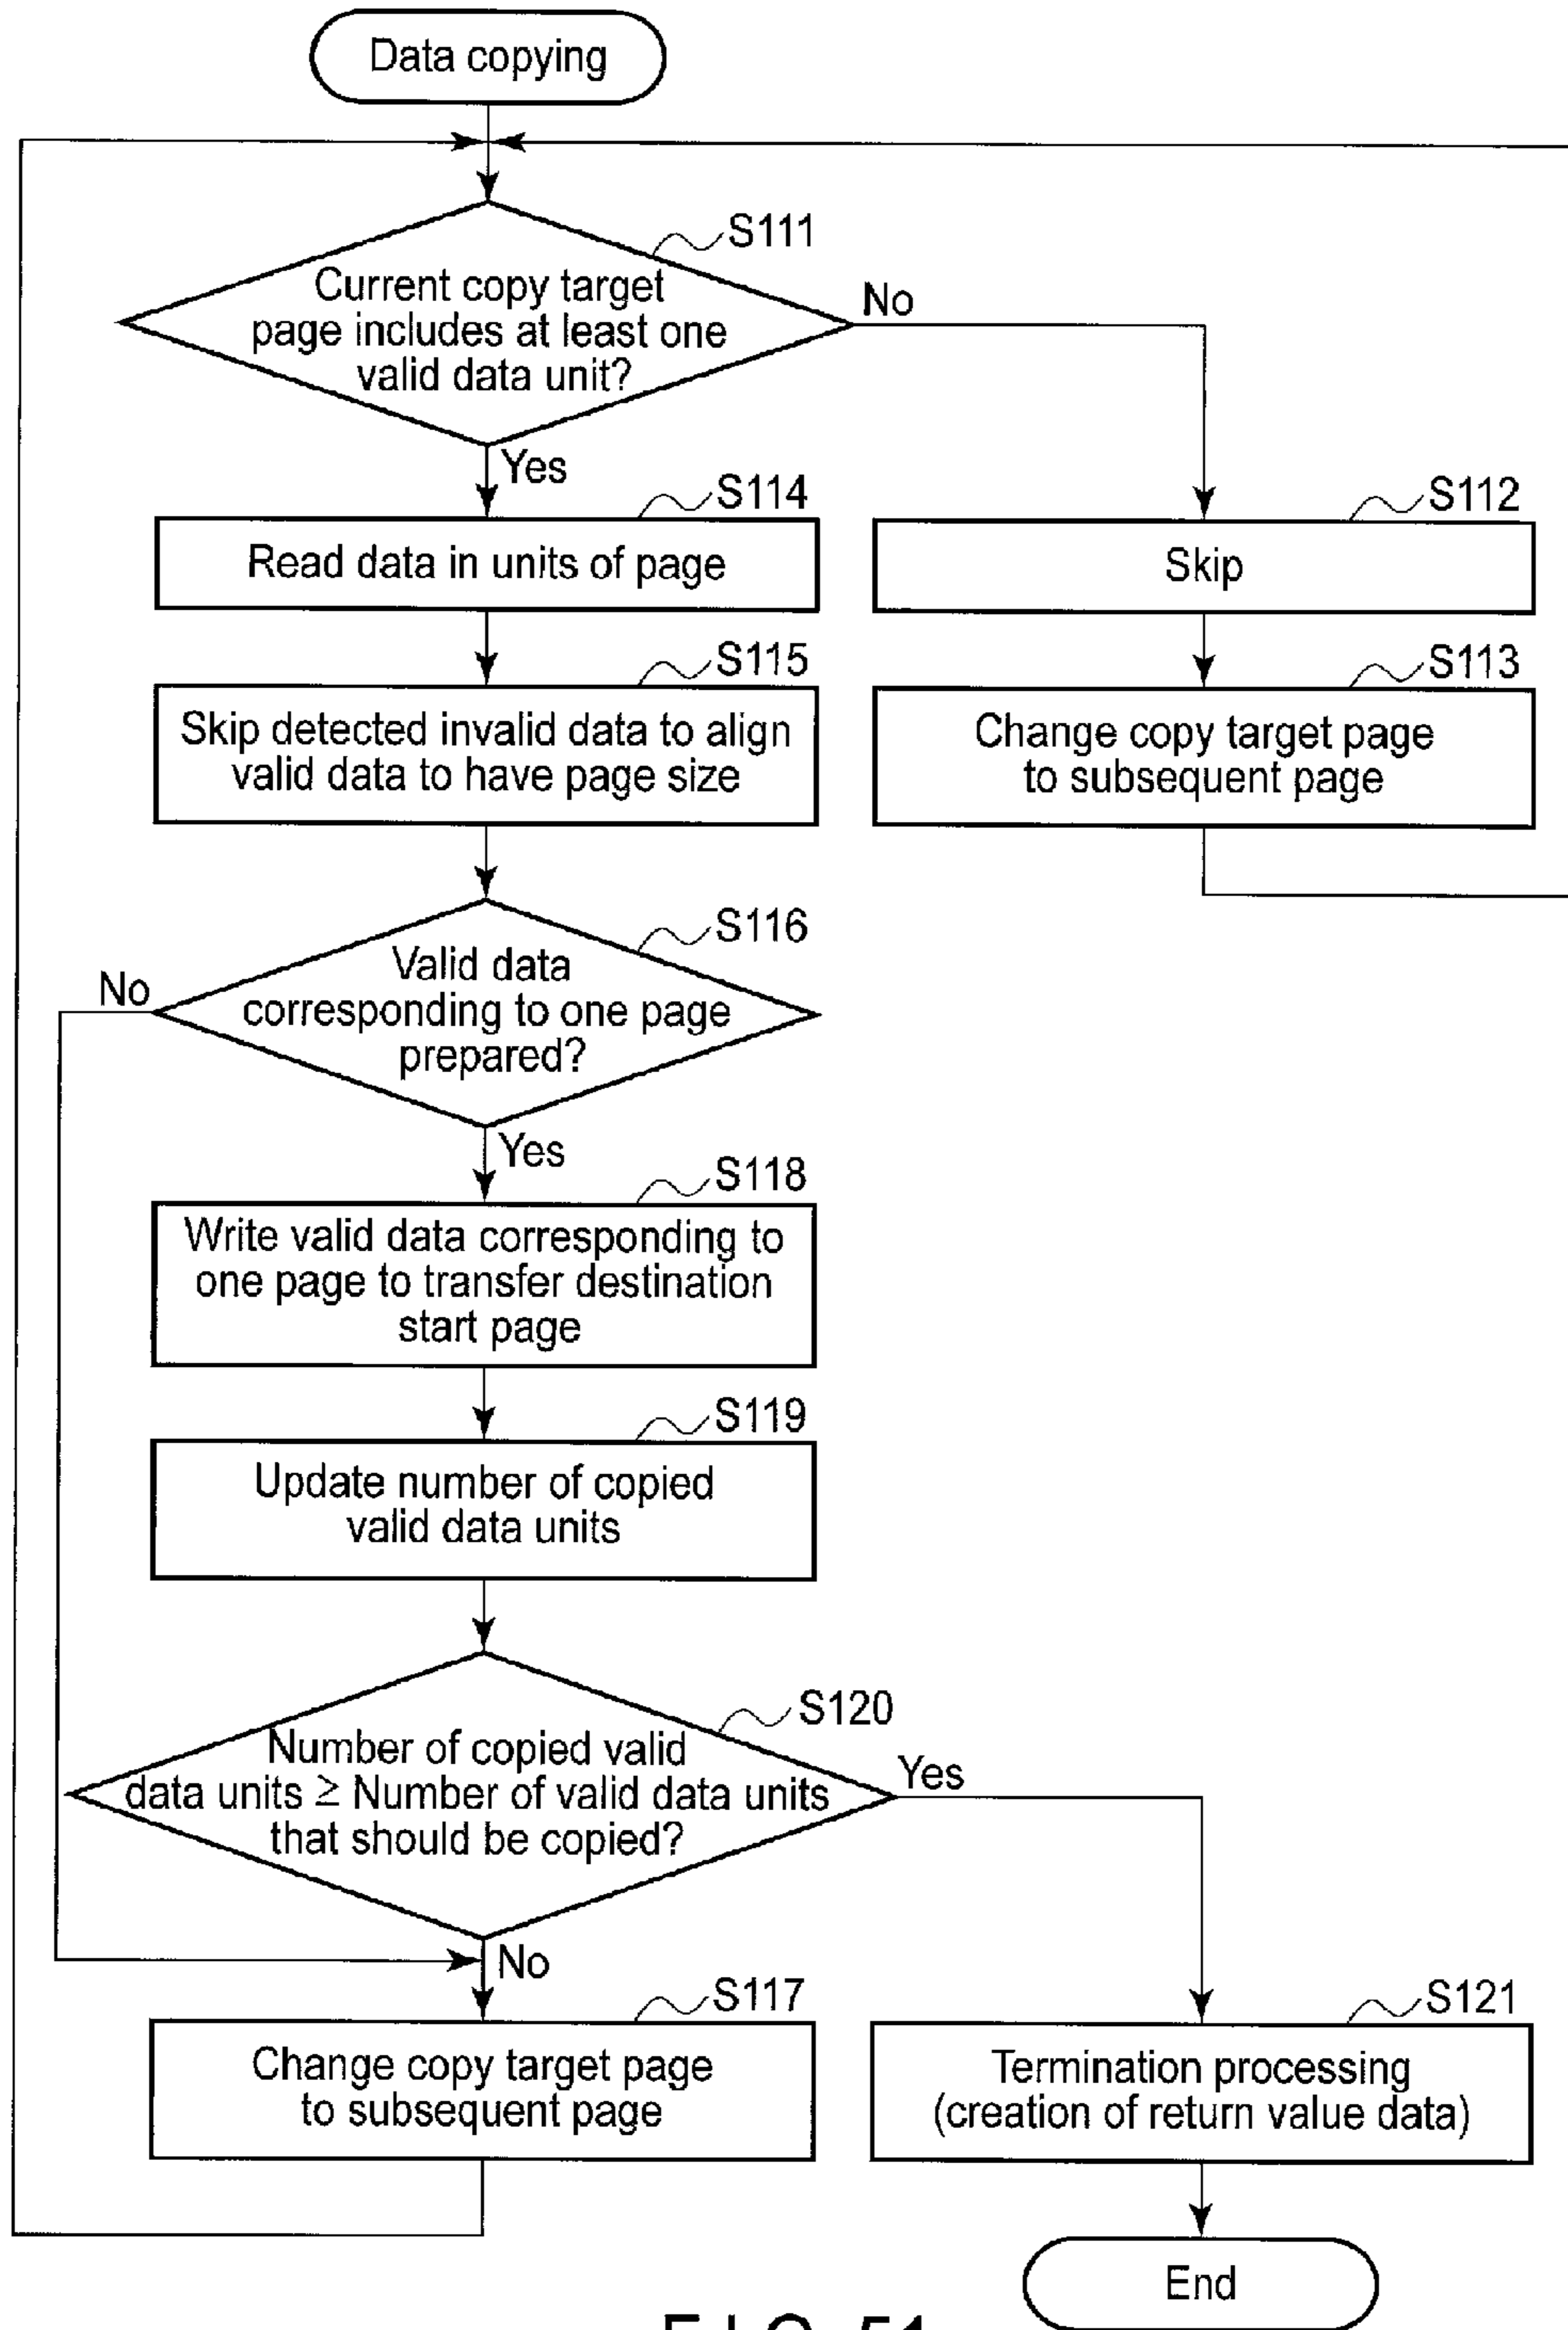 Data copying
S111
Current copy target
page includes at least one
valid data unit?
No
Yes
S114
Read data in units of page
S112
Skip
S115
Skip detected invalid data to align
valid data to have page size
S113
Change copy target page
to subsequent page
S116
Valid data
corresponding to one page
prepared?
No
Yes
S118
Write valid data corresponding to
one page to transfer destination
start page
S119
Update number of copied
valid data units
S120
Number of copied valid
data units ≥ Number of valid data units
that should be copied?
Yes
No
S117
Change copy target page
to subsequent page
S121
Termination processing
(creation of return value data)
End
FIG. 51